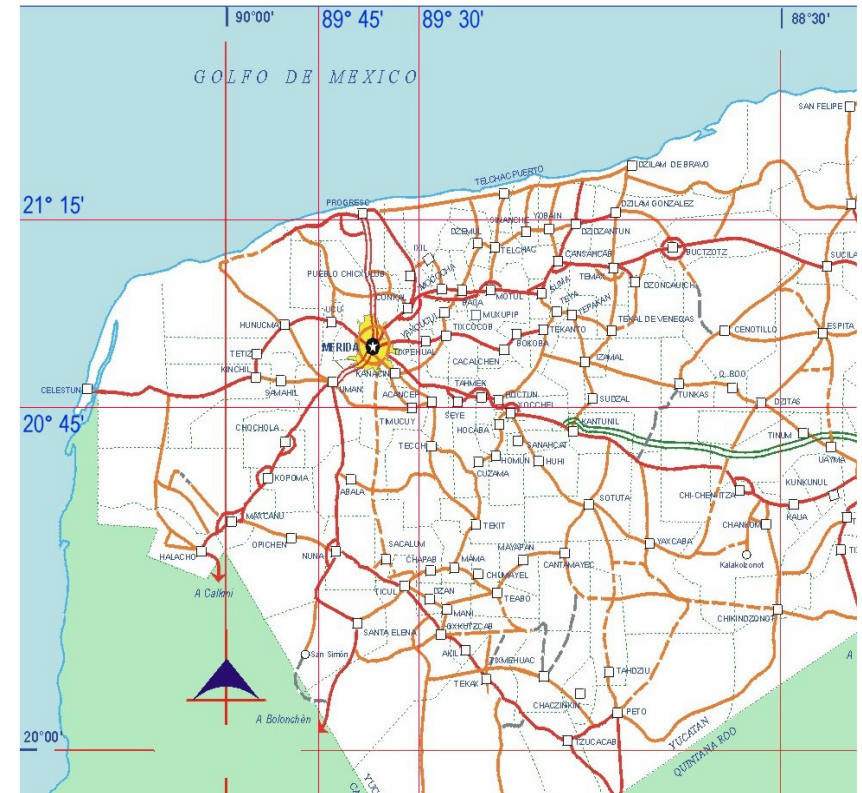 90°00'
89° 45'
89° 30'
88°30'
GOLFO DE MEXICO
SAN FELIPE
DZILAM DE BRAVO
TELCHAC PUERTO
PROGRESO
21° 15'
DZILAM GONZALEZ
SINANCHE
YOBAIN
DZEMUL
DZIDZANTUN
IXIL
TELCHAC
CANSAHCAB
BUCTZOTZ
SUCILA
PUEBLO CHICXULUB
MOCOCHA
TEMAX
CONKAL
BACA
MOTUL
SUMA
DZONCAUICH
TEYA
MUXUPIP
TEPAKAN
UCU
HUNUCMA
TIXCOCOB
TEKANTO
TEKAL DE VENEGAS
CENOTILLO
ESPITA
MERIDA
TIXPEHUAL
BOKOBA
TETIZ
CACALCHEN
IZAMAL
KINCHIL
KANACIN
SAMAHIL
CELESTUN
UMAN
TAHMEK
HOCTUN
XOCCHEL
TUNKAS
ACANCEH
SEYE
SUDZAL
DZITAS
20° 45'
TIMUCUY
HOCABA
KANTUNIL
CHOCHOLA
TECOH
SANAHCAT
TINUM
UAYMA
HOMUN
HUHI
CUZAMA
KOPOMA
ABALA
KUNKUNUL
CHI-CHEN-ITZA
SOTUTA
KAUA
MAXCANU
TEKIT
CHANKOM
OPICHEN
YAXCABA
HALACHO
SACALUM
MAYAPAN
CANTAMAYEC
Kalakolzonot
CHAPAB
MAMA
CHUMAYEL
TICUL
DZAN
TEABO
A Calkini
MANI
CHIKINDZONOT
SANTA ELENA
OXKUTZCAB
AKIL
San Simón
TIXMEHUAC
TAHDZIU
TEKAX
CHACZINKIN
A Bolonchén
PETO
YUCATAN
QUINTANA ROO
20°00'
TZUCACAB